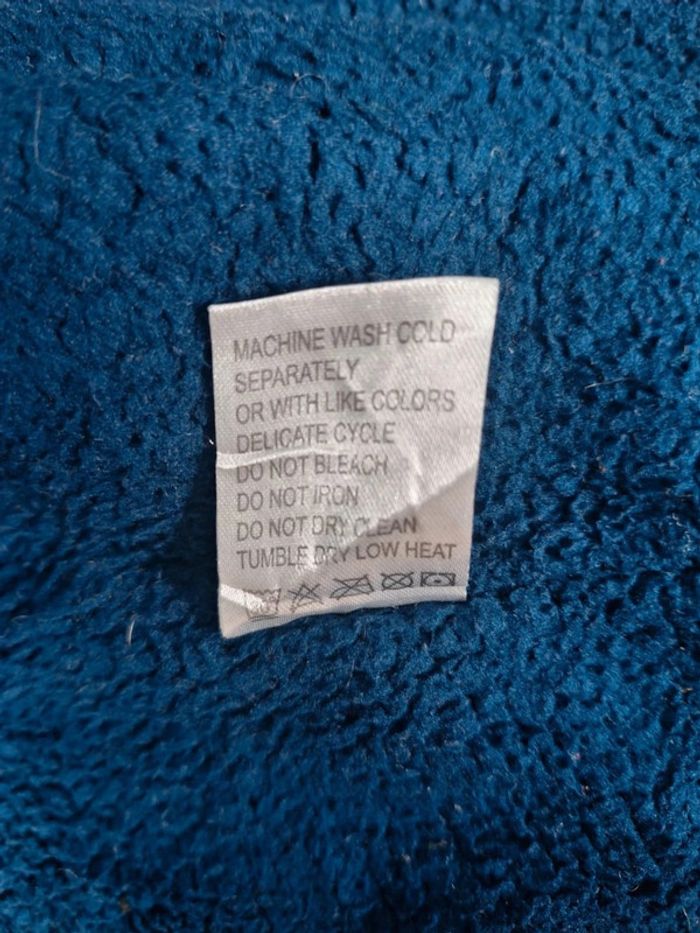 MACHINE WASH COLD
SEPARATELY
OR WITH LIKE COLORS
DELICATE CYCLE
DO NOT BLEACH
DO NOT IRON
DO NOT DRY CLEAN
TUMBLE DRY LOW HEAT